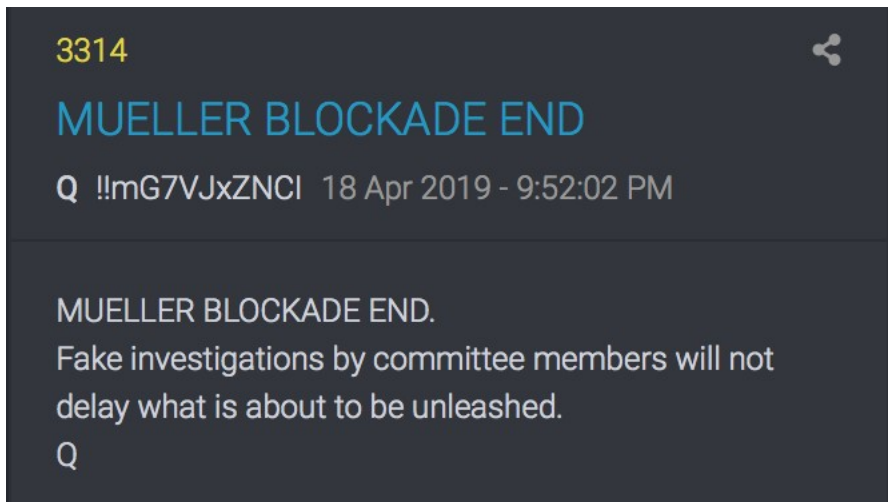 3314
MUELLER BLOCKADE END
Q !!mG7VJxZNCI 18 Apr 2019 - 9:52:02 PM
MUELLER BLOCKADE END.
Fake investigations by committee members will not
delay what is about to be unleashed.
Q